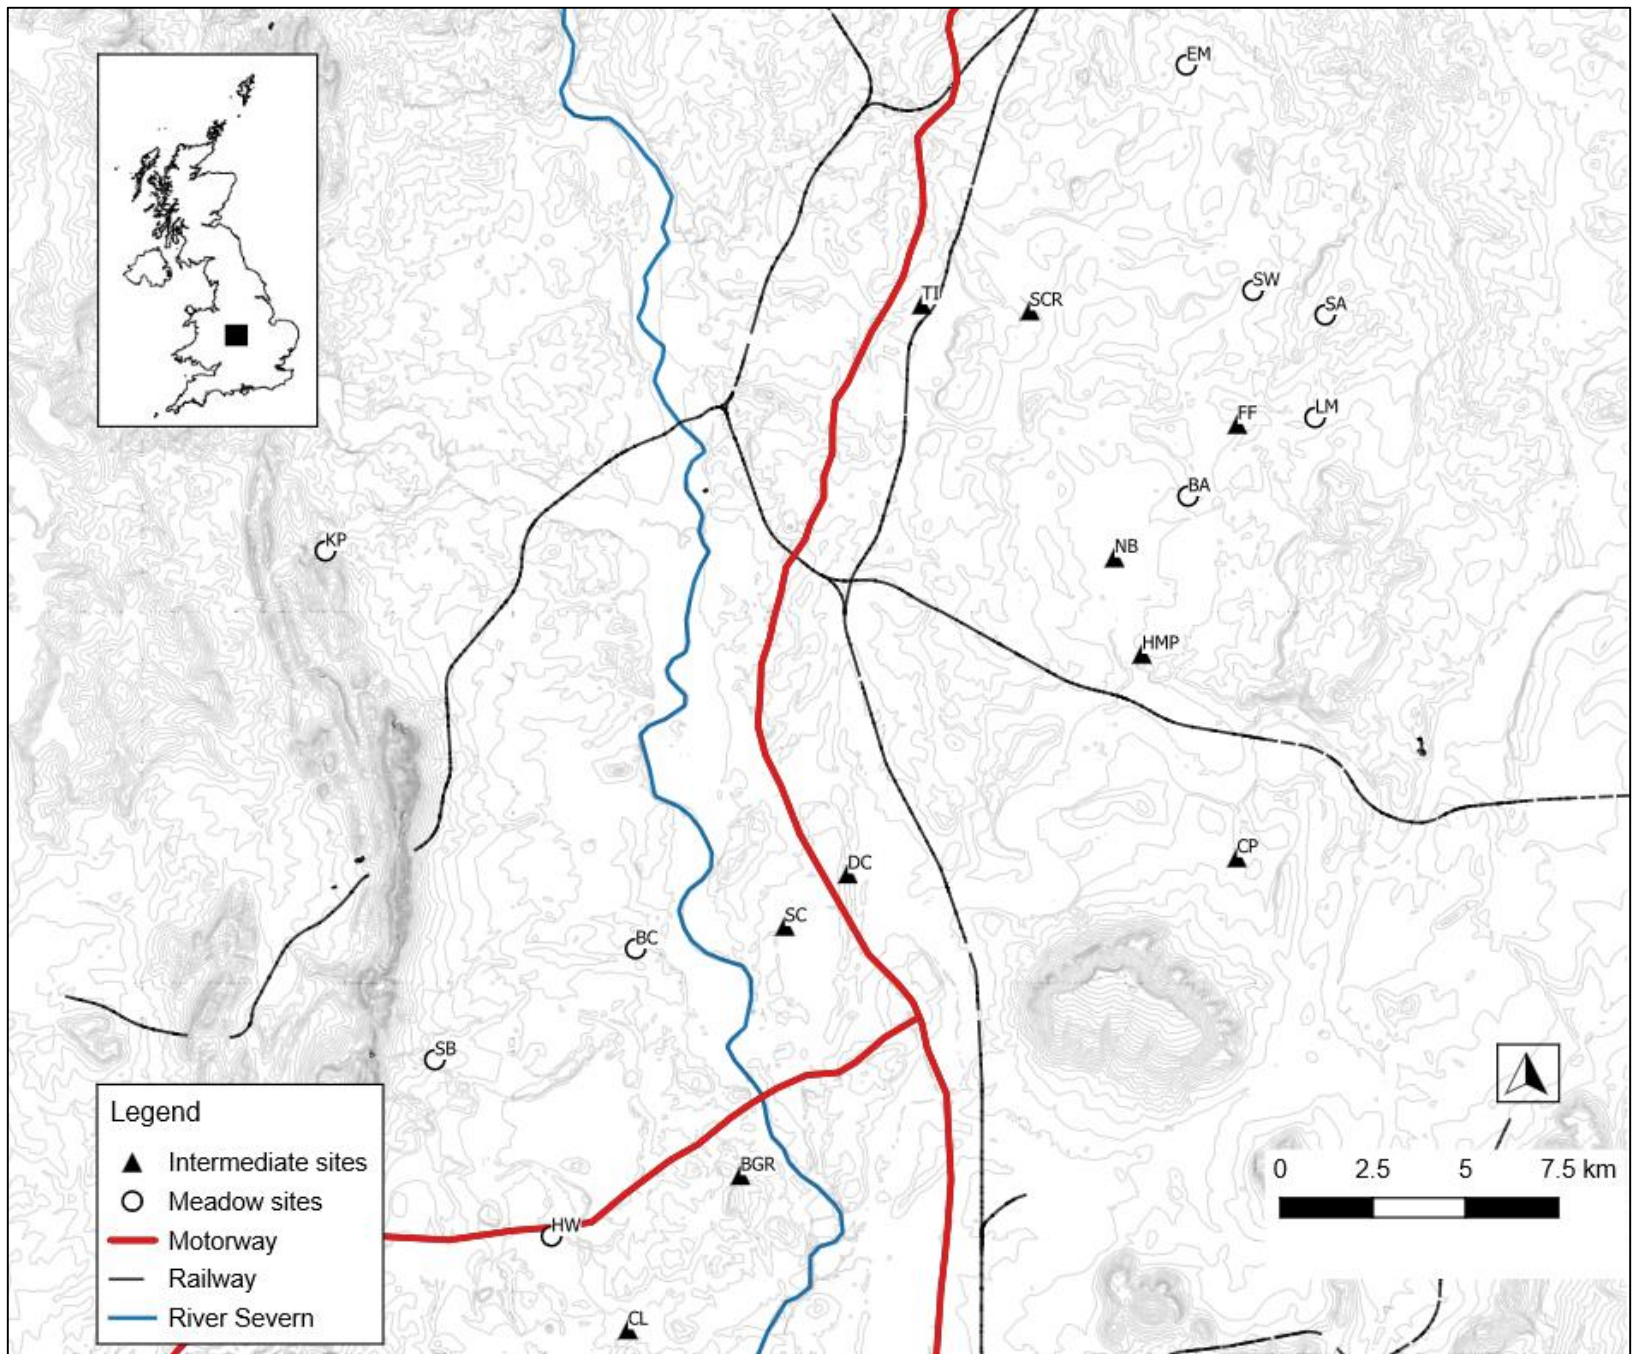 EM
SW
SA
TI
SCR
FF
LM
BA
KP
NB
HMP
CP
DC
SC
BC
SB
Legend
Intermediate sites
Meadow sites
Motorway
Railway
River Severn
0 2.5 5 7.5 km
BGR
HW
CL